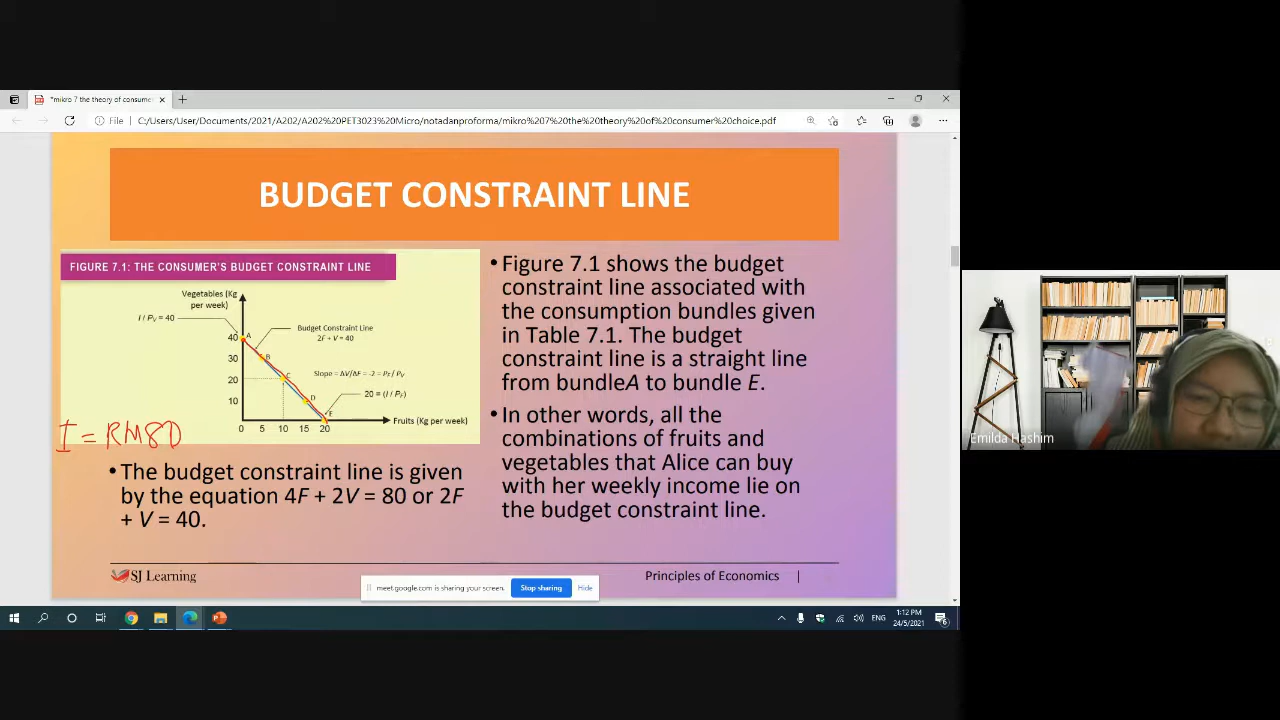 *mikro 7 the theory of consume
File
C:/Users/User/Documents/2021/A202/A202%20PET3023%20Micro/notadanproforma/mikro%207%20the%20theory%20of%20consumer%20choice.pdf
BUDGET CONSTRAINT LINE
FIGURE 7.1: THE CONSUMER'S BUDGET CONSTRAINT LINE
Vegetables (Kg
per week)
I / PV = 40
Budget Constraint Line
2F + V = 40
40
A
30
B
20
C
Slope = ΔV/ΔF = -2 = PF / PV
10
D
20 = (I / PF)
E
0 5 10 15 20
Fruits (Kg per week)
I = RM80
• The budget constraint line is given
by the equation 4F + 2V = 80 or 2F
+ V = 40.
• Figure 7.1 shows the budget
constraint line associated with
the consumption bundles given
in Table 7.1. The budget
constraint line is a straight line
from bundleA to bundle E.
• In other words, all the
combinations of fruits and
vegetables that Alice can buy
with her weekly income lie on
the budget constraint line.
SJ Learning
Principles of Economics |
meet.google.com is sharing your screen.
Stop sharing
Hide
ENG
1:12 PM
24/5/2021
6
Emilda Hashim